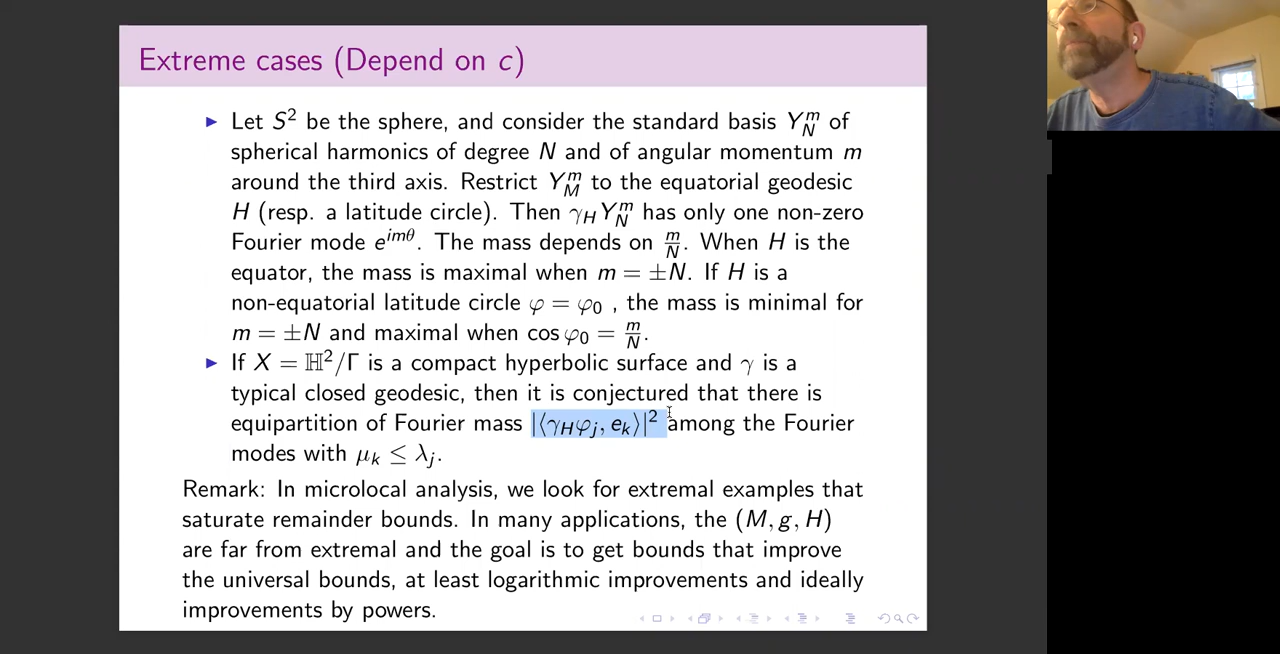 Extreme cases (Depend on c)
▶ Let S² be the sphere, and consider the standard basis Y_N^m of
spherical harmonics of degree N and of angular momentum m
around the third axis. Restrict Y_M^m to the equatorial geodesic
H (resp. a latitude circle). Then γ_H Y_N^m has only one non-zero
Fourier mode e^{imθ}. The mass depends on m/N. When H is the
equator, the mass is maximal when m = ±N. If H is a
non-equatorial latitude circle φ = φ₀ , the mass is minimal for
m = ±N and maximal when cos φ₀ = m/N.
▶ If X = ℍ²/Γ is a compact hyperbolic surface and γ is a
typical closed geodesic, then it is conjectured that there is
equipartition of Fourier mass |⟨γ_H φ_j, e_k⟩|² among the Fourier
modes with μ_k ≤ λ_j.
Remark: In microlocal analysis, we look for extremal examples that
saturate remainder bounds. In many applications, the (M, g, H)
are far from extremal and the goal is to get bounds that improve
the universal bounds, at least logarithmic improvements and ideally
improvements by powers.